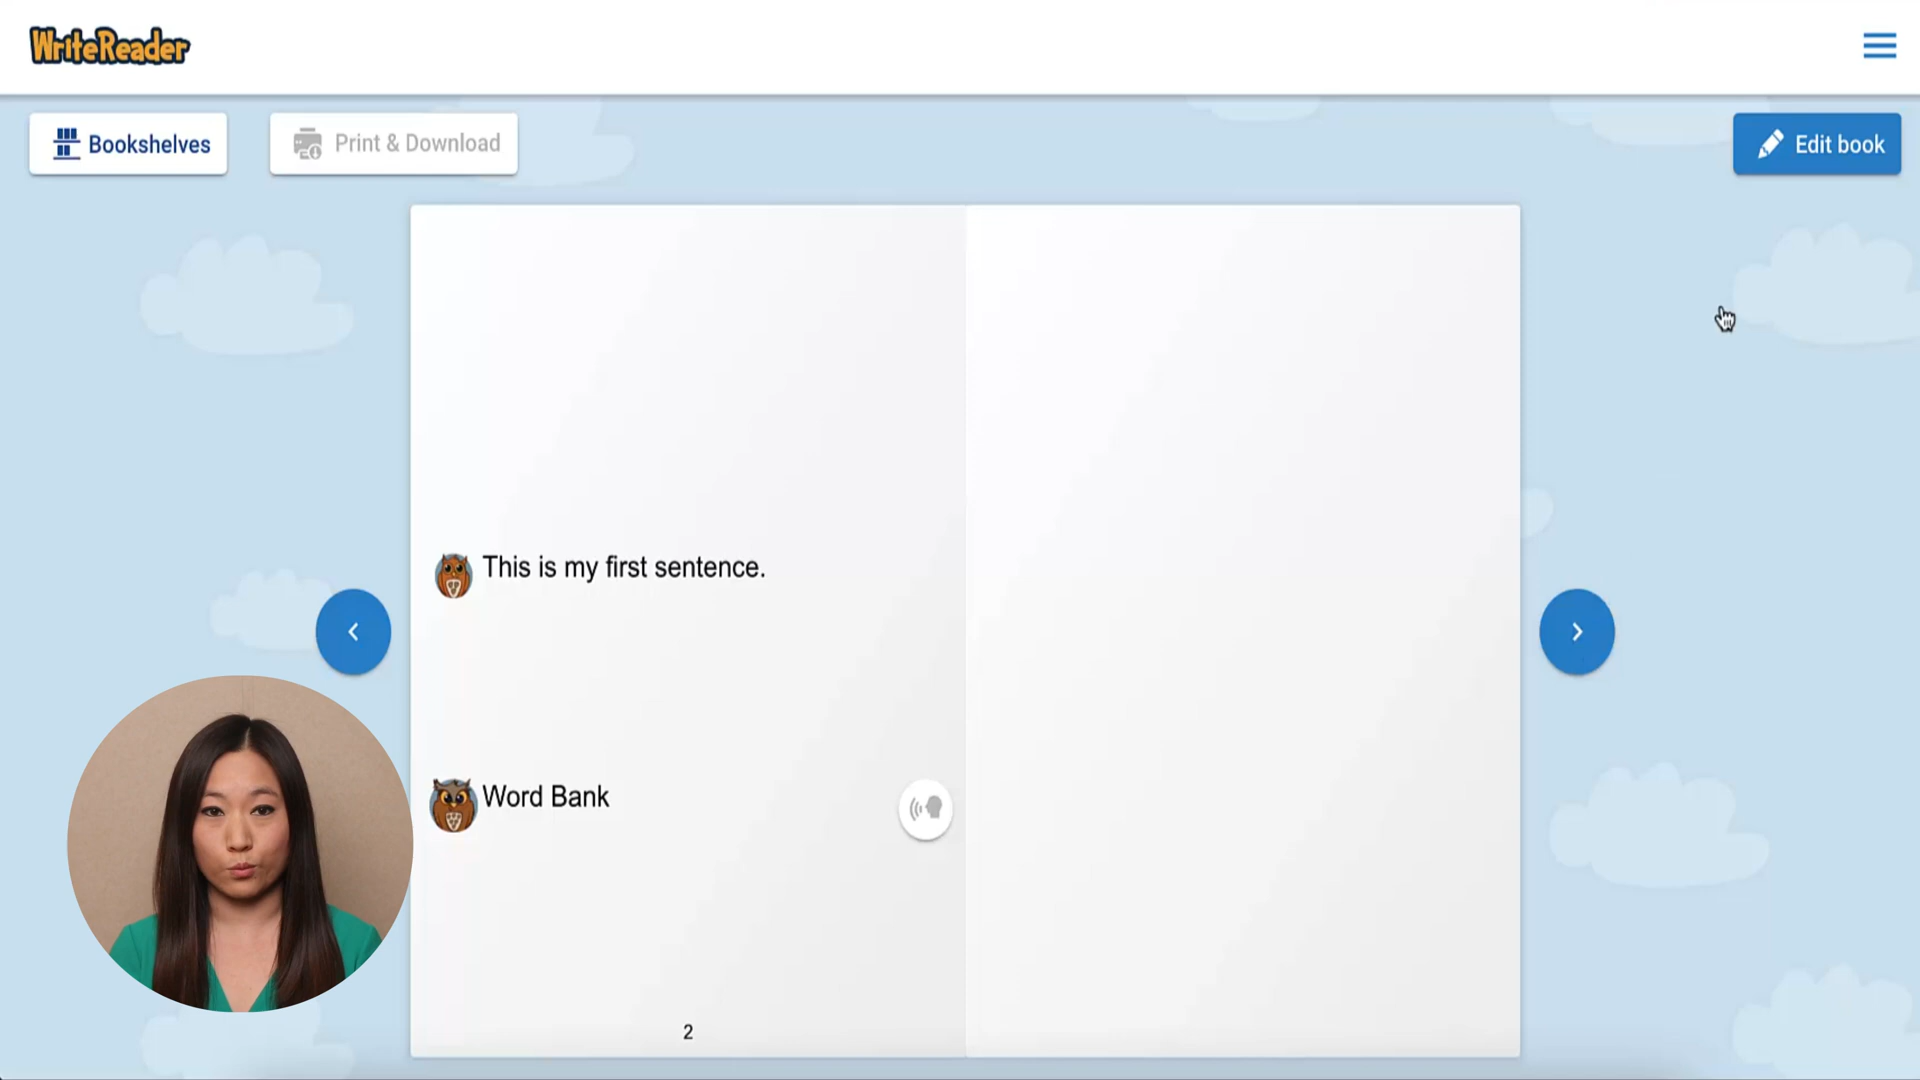 WriteReader
Bookshelves
Print & Download
Edit book
This is my first sentence.
Word Bank
2